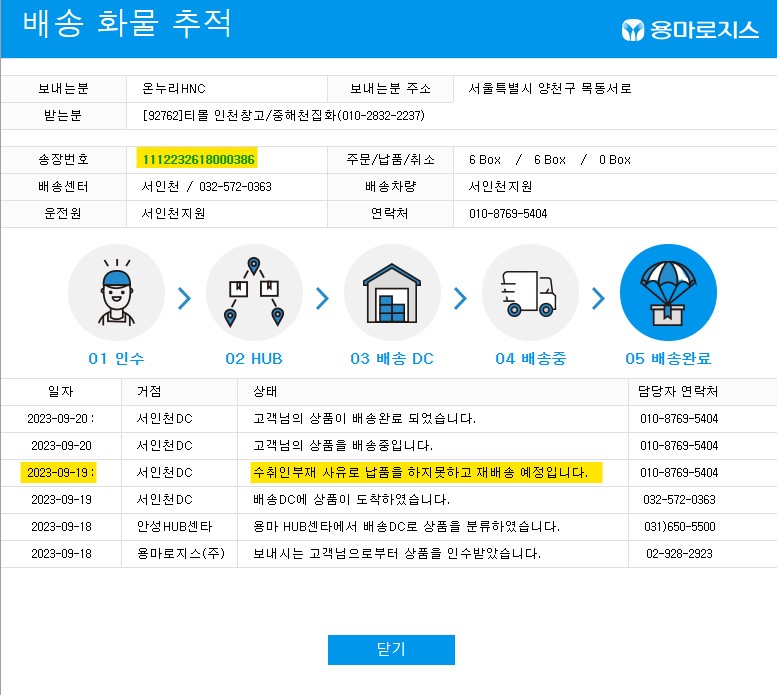 배송 화물 추적
용마로지스
보내는분 온누리HNC 보내는분 주소 서울특별시 양천구 목동서로
받는분 [92762]티몰 인천창고/중해천집화(010-2832-2237)
송장번호 1112232618000386 주문/납품/취소 6 Box / 6 Box / 0 Box
배송센터 서인천 / 032-572-0363 배송차량 서인천지원
운전원 서인천지원 연락처 010-8769-5404
01 인수 02 HUB 03 배송 DC 04 배송중 05 배송완료
일자 거점 상태 담당자 연락처
2023-09-20 : 서인천DC 고객님의 상품이 배송완료 되었습니다. 010-8769-5404
2023-09-20 서인천DC 고객님의 상품을 배송중입니다. 010-8769-5404
2023-09-19 : 서인천DC 수취인부재 사유로 납품을 하지못하고 재배송 예정입니다. 010-8769-5404
2023-09-19 서인천DC 배송DC에 상품이 도착하였습니다. 032-572-0363
2023-09-18 안성HUB센타 용마 HUB센타에서 배송DC로 상품을 분류하였습니다. 031)650-5500
2023-09-18 용마로지스(주) 보내시는 고객님으로부터 상품을 인수받았습니다. 02-928-2923
닫기